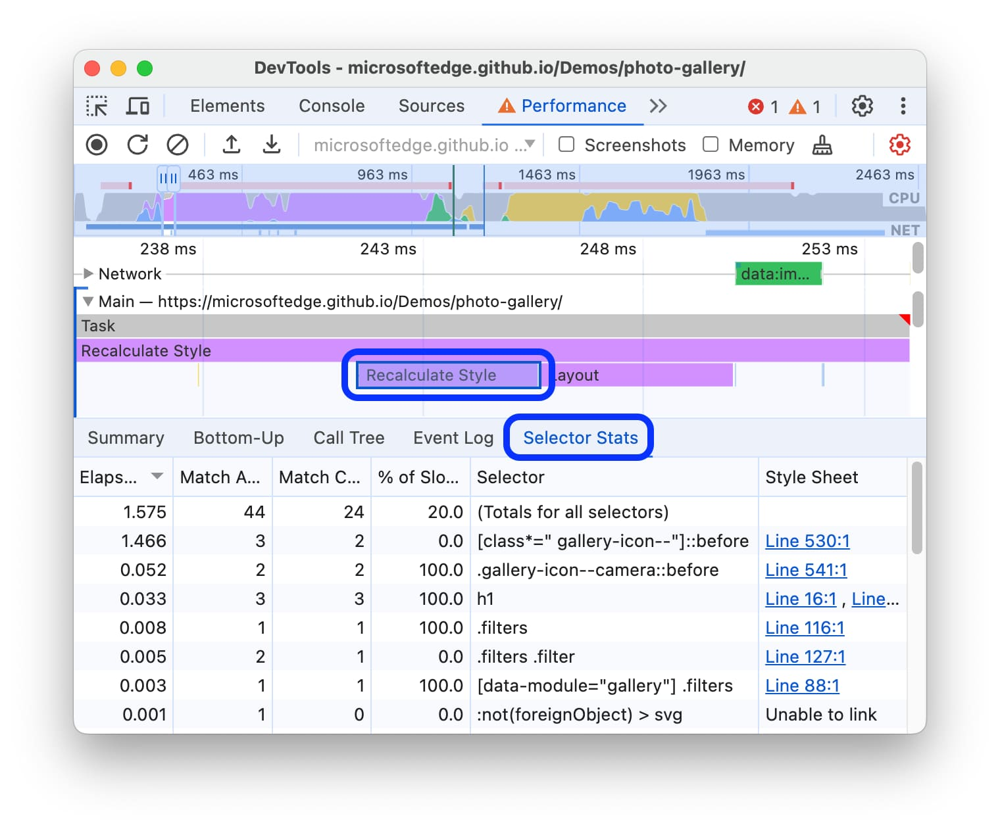 DevTools - microsoftedge.github.io/Demos/photo-gallery/
Elements Console Sources Performance 1 1
microsoftedge.github.io ... Screenshots Memory
463 ms 963 ms 1463 ms 1963 ms 2463 ms
CPU
NET
238 ms 243 ms 248 ms 253 ms
Network data:im...
Main — https://microsoftedge.github.io/Demos/photo-gallery/
Task
Recalculate Style
Recalculate Style ayout
Summary Bottom-Up Call Tree Event Log Selector Stats
Elaps... Match A... Match C... % of Slo... Selector Style Sheet
1.575 44 24 20.0 (Totals for all selectors)
1.466 3 2 0.0 [class*=" gallery-icon--"]::before Line 530:1
0.052 2 2 100.0 .gallery-icon--camera::before Line 541:1
0.033 3 3 100.0 h1 Line 16:1 , Line...
0.008 1 1 100.0 .filters Line 116:1
0.005 2 1 0.0 .filters .filter Line 127:1
0.003 1 1 100.0 [data-module="gallery"] .filters Line 88:1
0.001 1 0 0.0 :not(foreignObject) > svg Unable to link